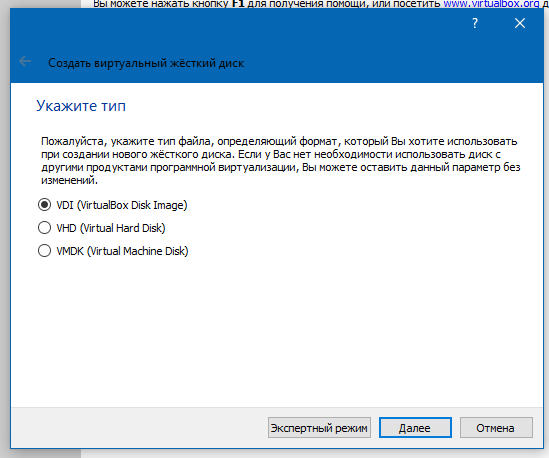 Вы можете нажать кнопку F1 для получения помощи, или посетить www.virtualbox.org д
?
Создать виртуальный жёсткий диск
Укажите тип
Пожалуйста, укажите тип файла, определяющий формат, который Вы хотите использовать
при создании нового жёсткого диска. Если у Вас нет необходимости использовать диск с
другими продуктами программной виртуализации, Вы можете оставить данный параметр без
изменений.
VDI (VirtualBox Disk Image)
VHD (Virtual Hard Disk)
VMDK (Virtual Machine Disk)
Экспертный режим Далее Отмена